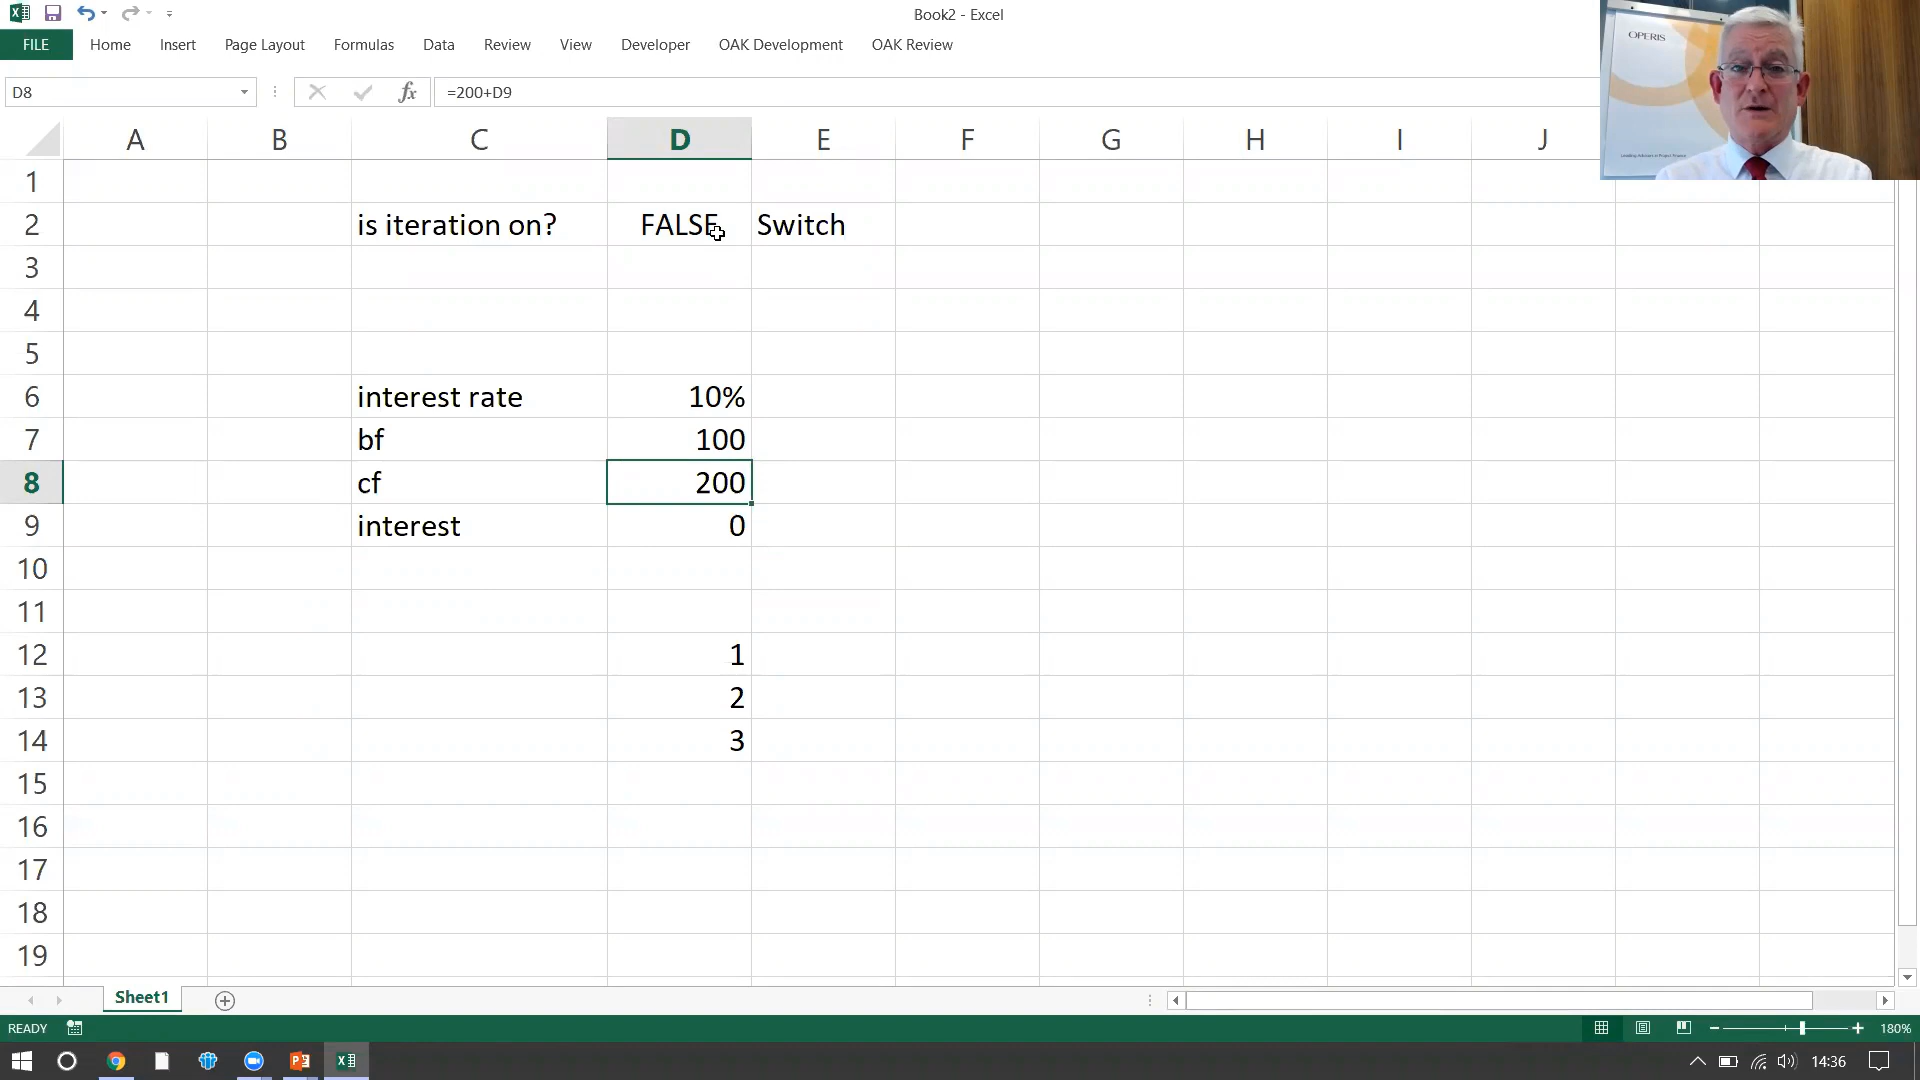 Book2 - Excel
FILE Home Insert Page Layout Formulas Data Review View Developer OAK Development OAK Review
OPERIS
D8 fx =200+D9
A B C D E F G H I J
1
2 is iteration on? FALSE Switch
3
4
5
6 interest rate 10%
7 bf 100
8 cf 200
9 interest 0
10
11
12 1
13 2
14 3
15
16
17
18
19
Sheet1
READY 180%
14:36